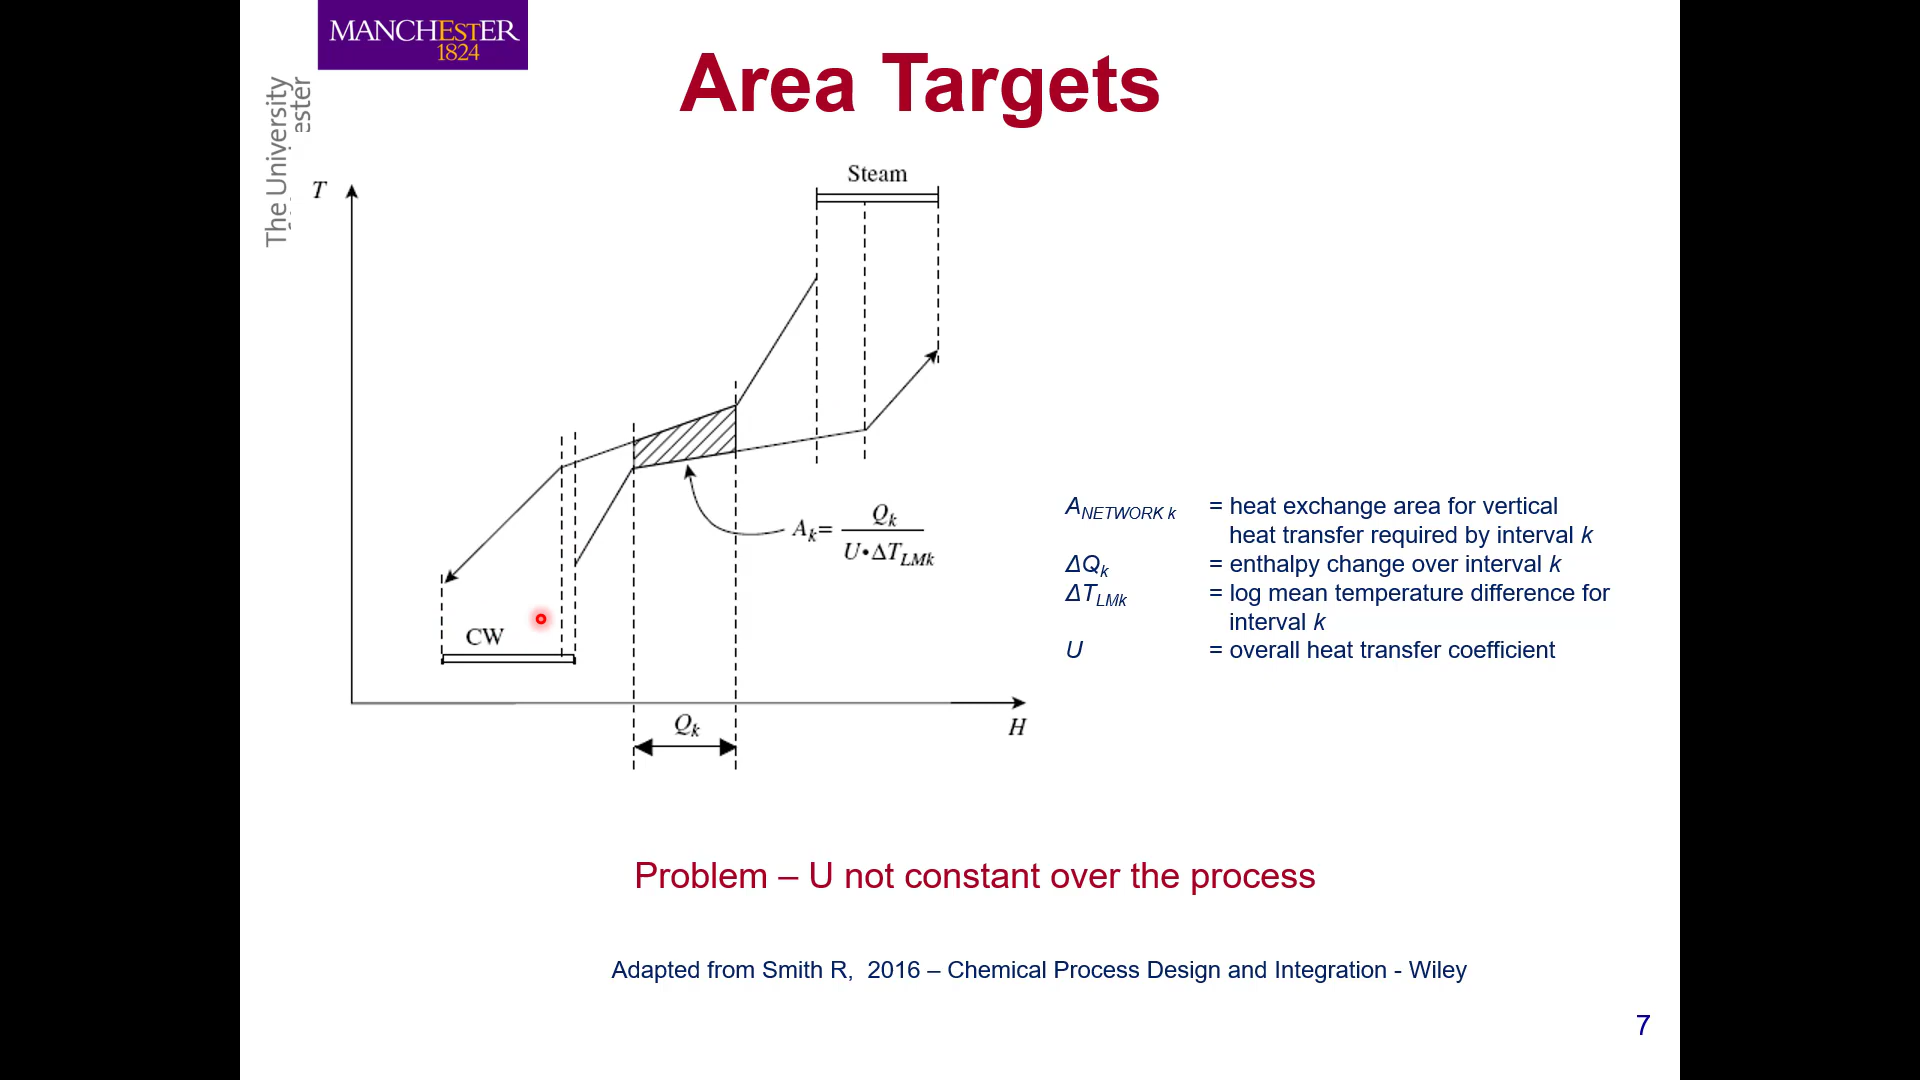 MANCHESTER
1824
The University
ester
Area Targets
T
Steam
A_k = Q_k / U•ΔT_LMk
CW
Q_k
H
A_NETWORK k = heat exchange area for vertical
heat transfer required by interval k
ΔQ_k = enthalpy change over interval k
ΔT_LMk = log mean temperature difference for
interval k
U = overall heat transfer coefficient
Problem – U not constant over the process
Adapted from Smith R, 2016 – Chemical Process Design and Integration - Wiley
7